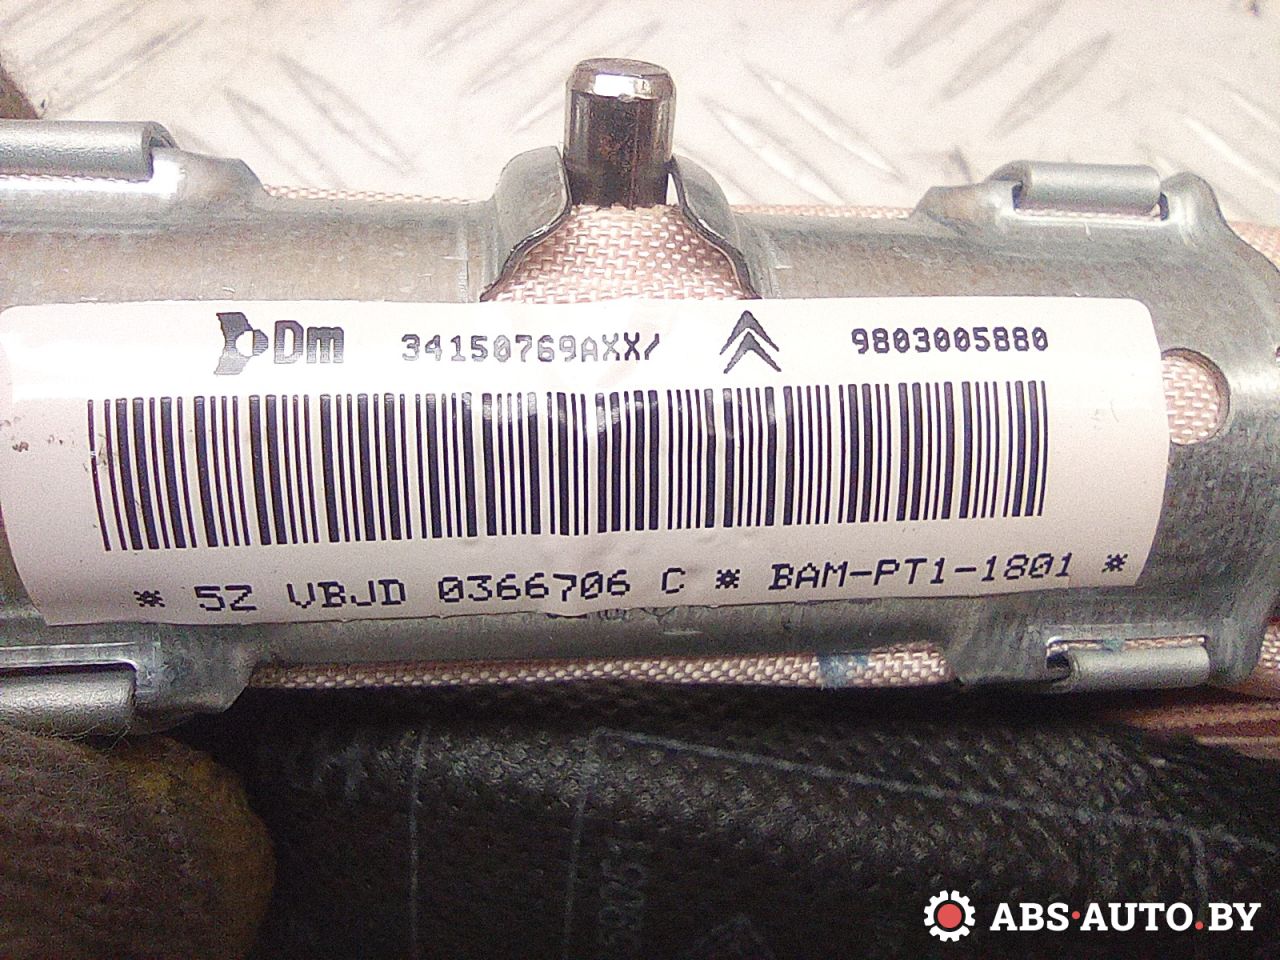 Dm 34150769AXX/ 9803005880
* 5Z VBJD 0366706 C * BAM-PT1-1801 *
ABS·AUTO.BY